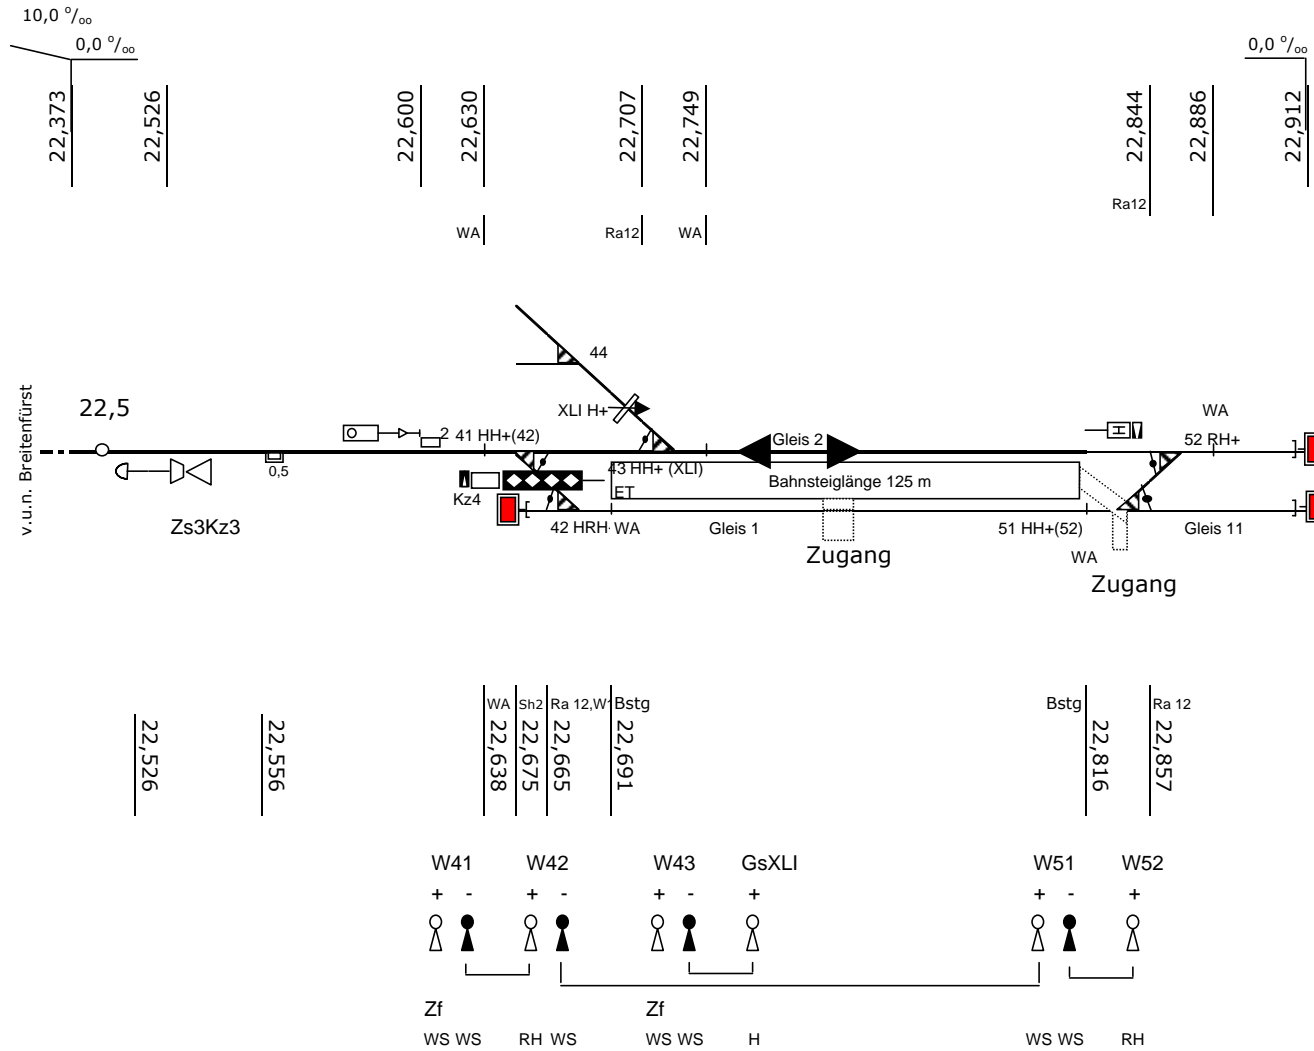 10,0 o/oo
0,0 o/oo
0,0 o/oo
22,373
22,526
22,600
22,630
22,707
22,749
22,844
22,886
22,912
WA
Ra12
WA
Ra12
44
XLI H+
WA
22,5
v.u.n. Breitenfürst
2
41 HH+(42)
Gleis 2
52 RH+
0,5
43 HH+ (XLI)
Bahnsteiglänge 125 m
Kz4
ET
Zs3Kz3
42 HRH
WA
Gleis 1
51 HH+(52)
Gleis 11
Zugang
WA
Zugang
WA
Sh2
Ra 12,W1
Bstg
Bstg
Ra 12
22,526
22,556
22,638
22,675
22,665
22,691
22,816
22,857
W41 W42 W43 GsXLI W51 W52
+ - + - + - + + - +
Zf Zf
WS WS RH WS WS WS H WS WS RH